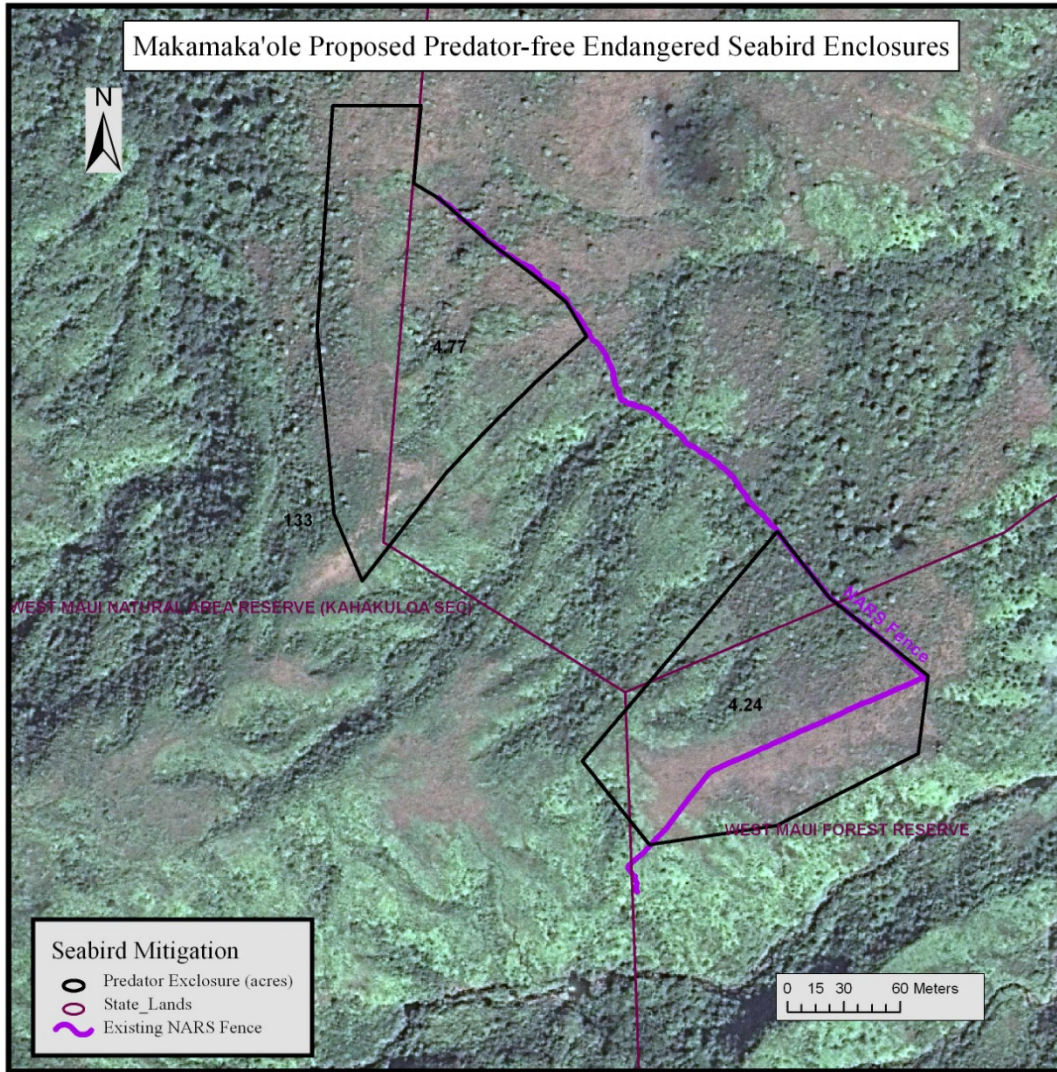 Makamaka'ole Proposed Predator-free Endangered Seabird Enclosures
N
4.77
133
WEST MAUI NATURAL AREA RESERVE (KAHAKULOA SEC)
NARS Fence
4.24
WEST MAUI FOREST RESERVE
Seabird Mitigation
Predator Exclosure (acres)
State_Lands
Existing NARS Fence
0 15 30 60 Meters